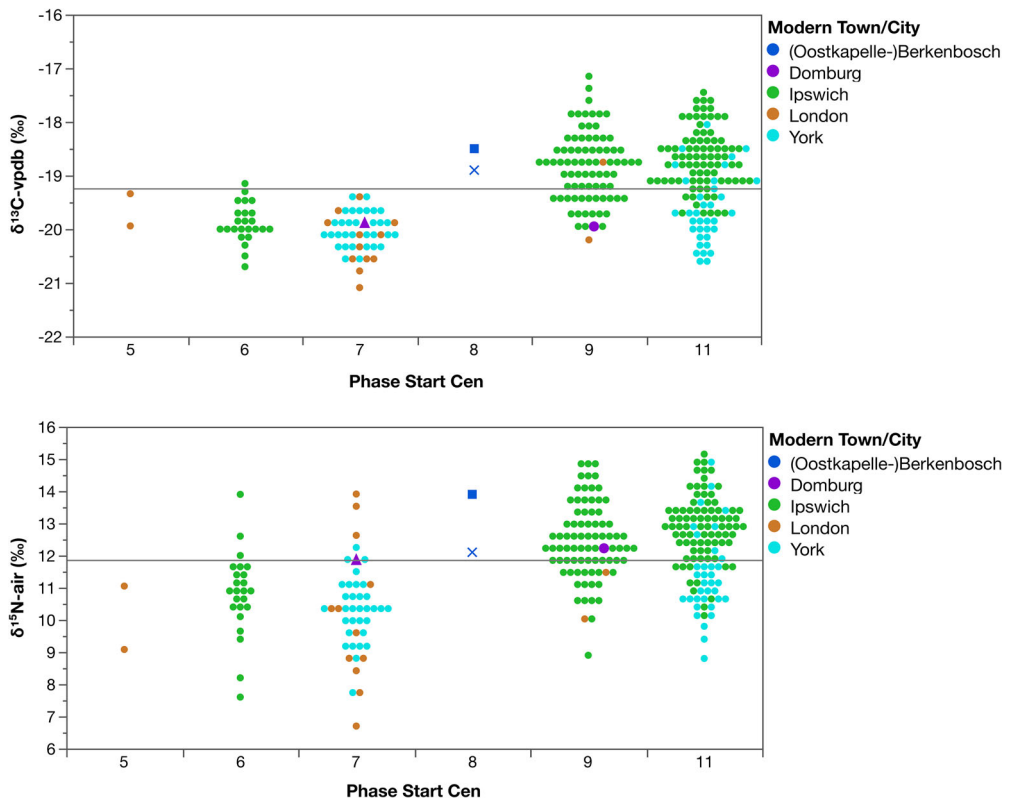 -16
-17
-18
-19
-20
-21
-22
δ¹³C-vpdb (‰)
5 6 7 8 9 11
Phase Start Cen
Modern Town/City
(Oostkapelle-)Berkenbosch
Domburg
Ipswich
London
York
16
15
14
13
12
11
10
9
8
7
6
δ¹⁵N-air (‰)
5 6 7 8 9 11
Phase Start Cen
Modern Town/City
(Oostkapelle-)Berkenbosch
Domburg
Ipswich
London
York